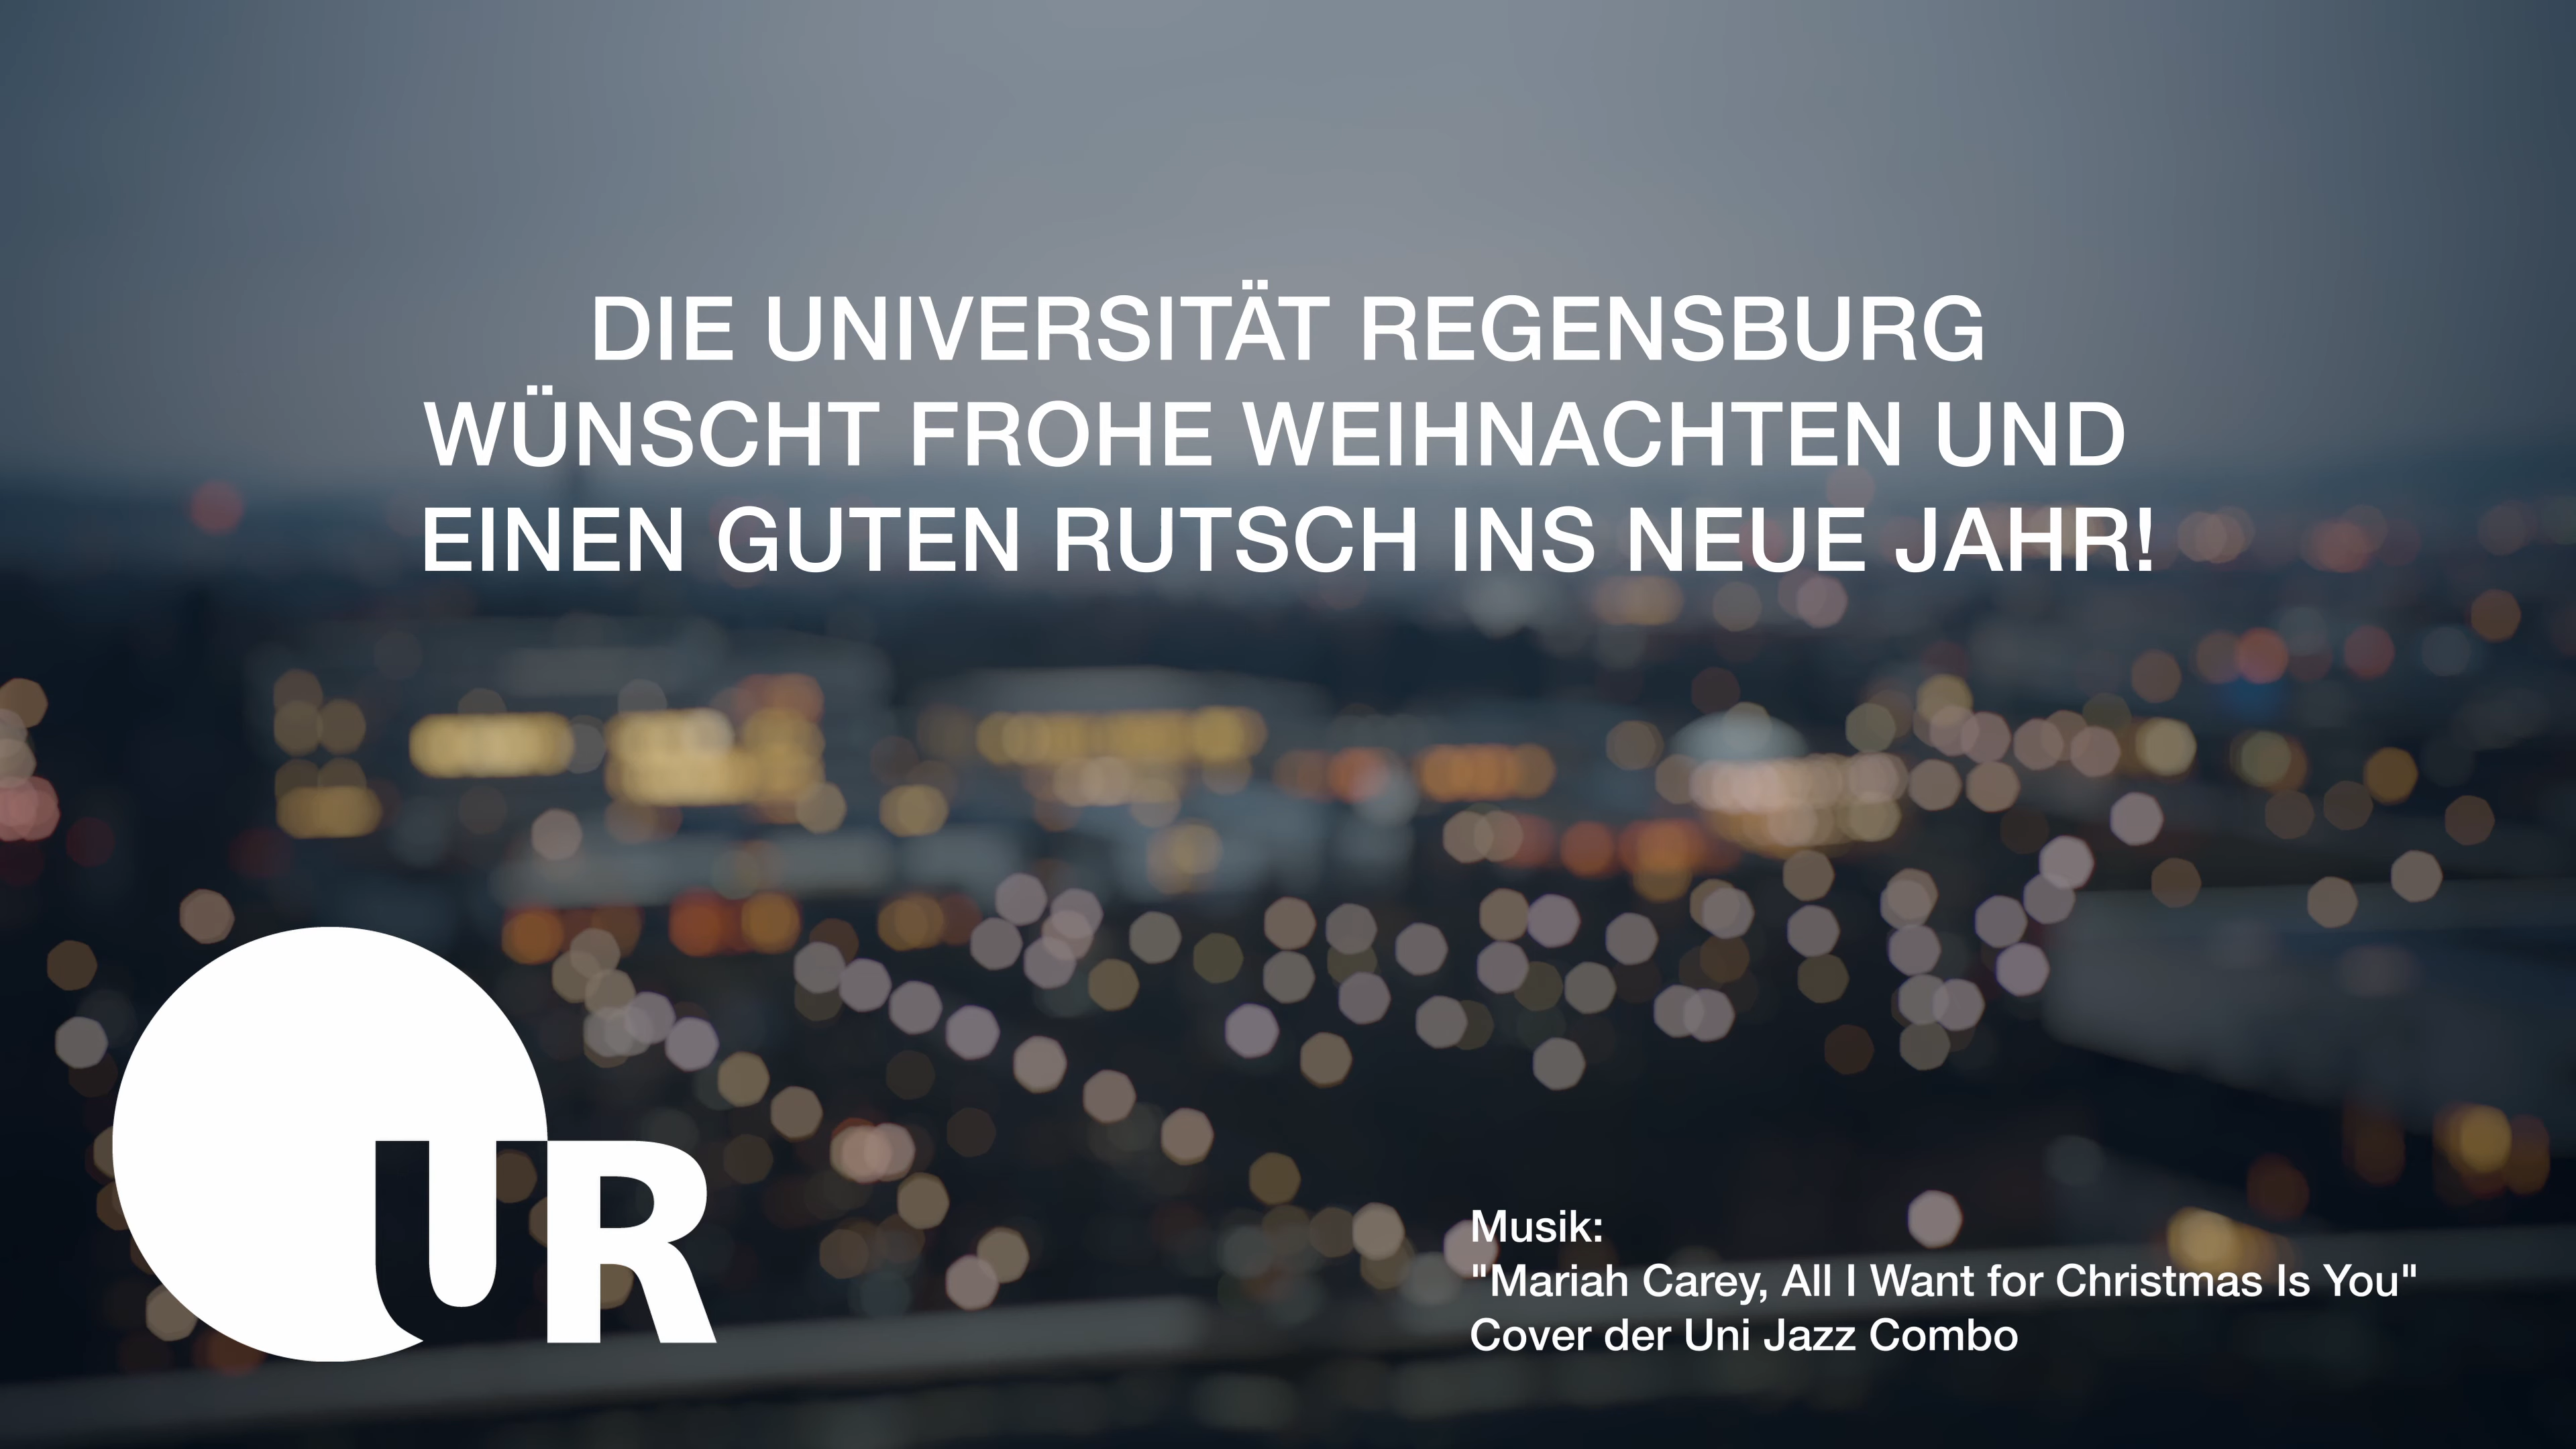 DIE UNIVERSITÄT REGENSBURG
WÜNSCHT FROHE WEIHNACHTEN UND
EINEN GUTEN RUTSCH INS NEUE JAHR!
UR
Musik:
"Mariah Carey, All I Want for Christmas Is You"
Cover der Uni Jazz Combo